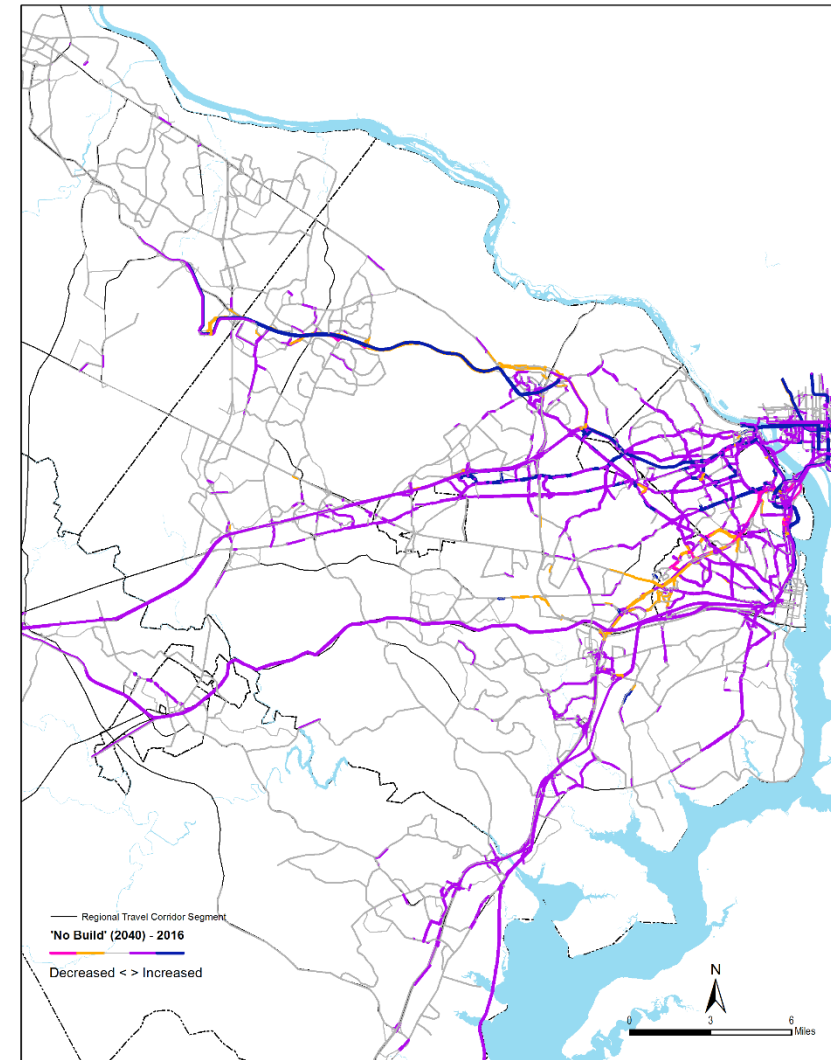 Regional Travel Corridor Segment
'No Build' (2040) - 2016
Decreased < > Increased
N
0 3 6
Miles